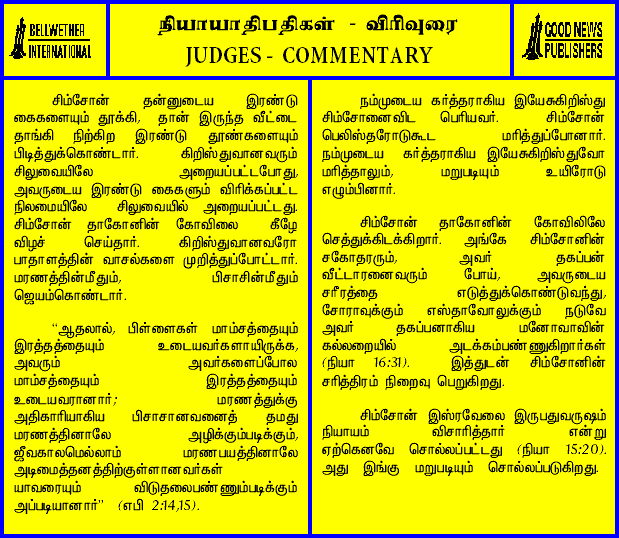 BELLWETHER
INTERNATIONAL
நியாயாதிபதிகள் - விரிவுரை
JUDGES - COMMENTARY
GOOD NEWS
PUBLISHERS
சிம்சோன் தன்னுடைய இரண்டு
கைகளையும் தூக்கி, தான் இருந்த வீட்டை
தாங்கி நிற்கிற இரண்டு தூண்களையும்
பிடித்துக்கொண்டார். கிறிஸ்துவானவரும்
சிலுவையிலே அறையப்பட்டபோது,
அவருடைய இரண்டு கைகளும் விரிக்கப்பட்ட
நிலமையிலே சிலுவையில் அறையப்பட்டது.
சிம்சோன் தாகோனின் கோவிலை கீழே
விழச் செய்தார். கிறிஸ்துவானவரோ
பாதாளத்தின் வாசல்களை முறித்துப்போட்டார்.
மரணத்தின்மீதும், பிசாசின்மீதும்
ஜெயம்கொண்டார்.
“ஆதலால், பிள்ளைகள் மாம்சத்தையும்
இரத்தத்தையும் உடையவர்களாயிருக்க,
அவரும் அவர்களைப்போல
மாம்சத்தையும் இரத்தத்தையும்
உடையவரானார்; மரணத்துக்கு
அதிகாரியாகிய பிசாசானவனைத் தமது
மரணத்தினாலே அழிக்கும்படிக்கும்,
ஜீவகாலமெல்லாம் மரணபயத்தினாலே
அடிமைத்தனத்திற்குள்ளானவர்கள்
யாவரையும் விடுதலைபண்ணும்படிக்கும்
அப்படியானார்” (எபி 2:14,15).
நம்முடைய கர்த்தராகிய இயேசுகிறிஸ்து
சிம்சோனைவிட பெரியவர். சிம்சோன்
பெலிஸ்தரோடுகூட மரித்துப்போனார்.
நம்முடைய கர்த்தராகிய இயேசுகிறிஸ்துவோ
மரித்தாலும், மறுபடியும் உயிரோடு
எழும்பினார்.
சிம்சோன் தாகோனின் கோவிலிலே
செத்துக்கிடக்கிறார். அங்கே சிம்சோனின்
சகோதரரும், அவர் தகப்பன்
வீட்டாரனைவரும் போய், அவருடைய
சரீரத்தை எடுத்துக்கொண்டுவந்து,
சோராவுக்கும் எஸ்தாவோலுக்கும் நடுவே
அவர் தகப்பனாகிய மனோவாவின்
கல்லறையில் அடக்கம்பண்ணுகிறார்கள்
(நியா 16:31). இத்துடன் சிம்சோனின்
சரித்திரம் நிறைவு பெறுகிறது.
சிம்சோன் இஸ்ரவேலை இருபதுவருஷம்
நியாயம் விசாரித்தார் என்று
ஏற்கெனவே சொல்லப்பட்டது (நியா 15:20).
அது இங்கு மறுபடியும் சொல்லப்படுகிறது.